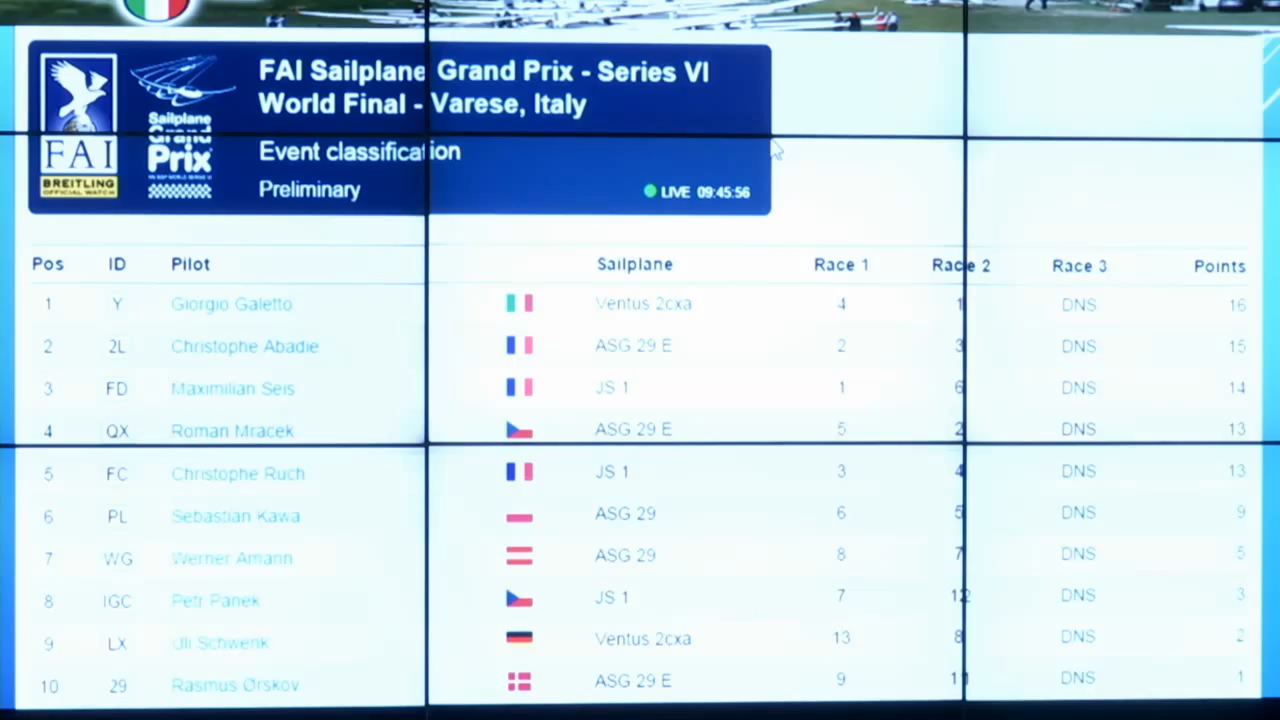 FAI Sailplane Grand Prix - Series VI
World Final - Varese, Italy
Sailplane
Grand
Prix
FAI
BREITLING
OFFICIAL WATCH
Event classification
Preliminary
LIVE 09:45:56
Pos ID Pilot Sailplane Race 1 Race 2 Race 3 Points
1 Y Giorgio Galetto Ventus 2cxa 4 1 DNS 16
2 2L Christophe Abadie ASG 29 E 2 3 DNS 15
3 FD Maximilian Seis JS 1 1 6 DNS 14
4 QX Roman Mracek ASG 29 E 5 2 DNS 13
5 FC Christophe Ruch JS 1 3 4 DNS 13
6 PL Sebastian Kawa ASG 29 6 5 DNS 9
7 WG Werner Amann ASG 29 8 7 DNS 5
8 IGC Petr Panek JS 1 7 12 DNS 3
9 LX Uli Schwenk Ventus 2cxa 13 8 DNS 2
10 29 Rasmus Ørskov ASG 29 E 9 11 DNS 1